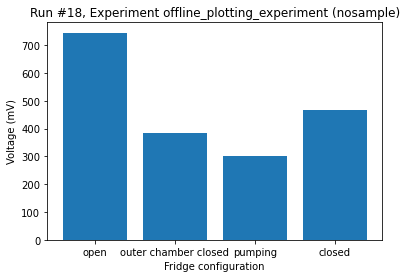 Run #18, Experiment offline_plotting_experiment (nosample)
Voltage (mV)
700
600
500
400
300
200
100
0
open outer chamber closed pumping closed
Fridge configuration